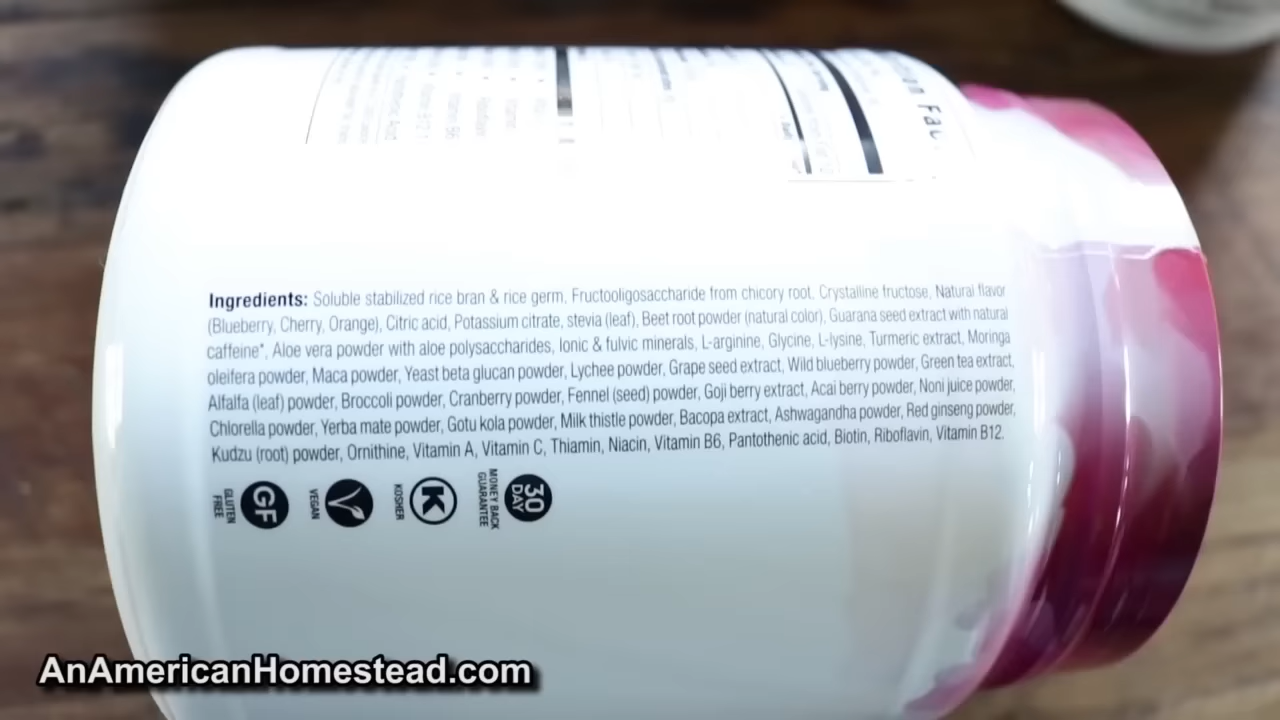 Ingredients: Soluble stabilized rice bran & rice germ, Fructooligosaccharide from chicory root, Crystalline fructose, Natural flavor
(Blueberry, Cherry, Orange), Citric acid, Potassium citrate, stevia (leaf), Beet root powder (natural color), Guarana seed extract with natural
caffeine*, Aloe vera powder with aloe polysaccharides, Ionic & fulvic minerals, L-arginine, Glycine, L-lysine, Turmeric extract, Moringa
oleifera powder, Maca powder, Yeast beta glucan powder, Lychee powder, Grape seed extract, Wild blueberry powder, Green tea extract,
Alfalfa (leaf) powder, Broccoli powder, Cranberry powder, Fennel (seed) powder, Goji berry extract, Acai berry powder, Noni juice powder,
Chlorella powder, Yerba mate powder, Gotu kola powder, Milk thistle powder, Bacopa extract, Ashwagandha powder, Red ginseng powder,
Kudzu (root) powder, Ornithine, Vitamin A, Vitamin C, Thiamin, Niacin, Vitamin B6, Pantothenic acid, Biotin, Riboflavin, Vitamin B12.
30
DAY
MONEY BACK
GUARANTEE
K
KOSHER
V
VEGAN
GF
GLUTEN
FREE
AnAmericanHomestead.com